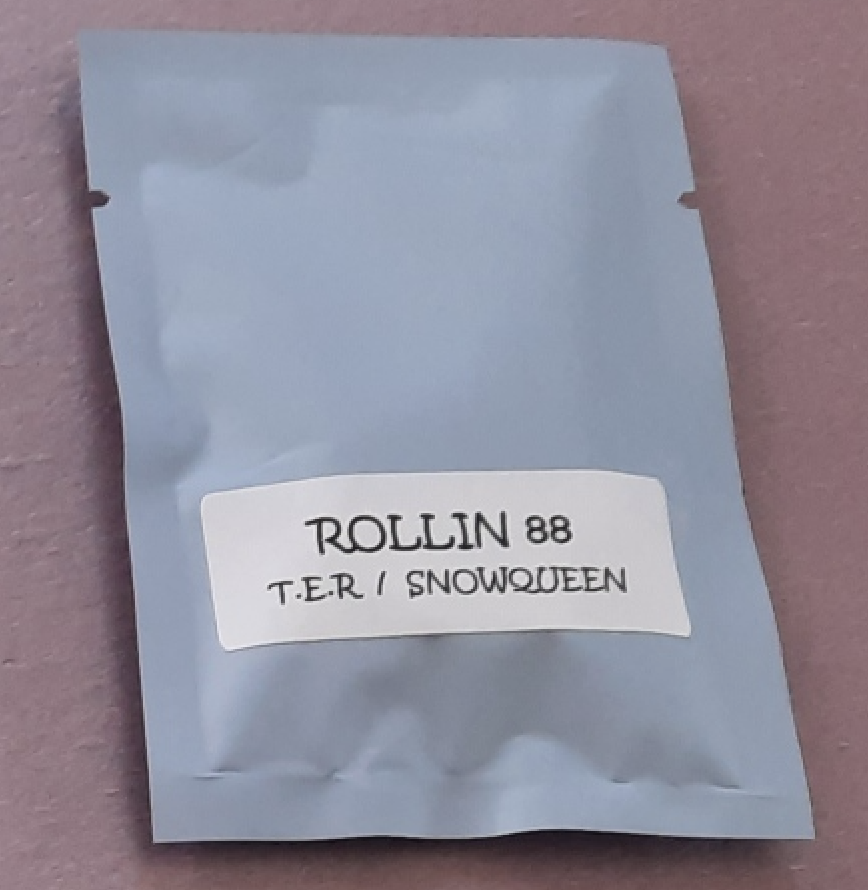 ROLLIN 88
T.E.R / SNOWQUEEN